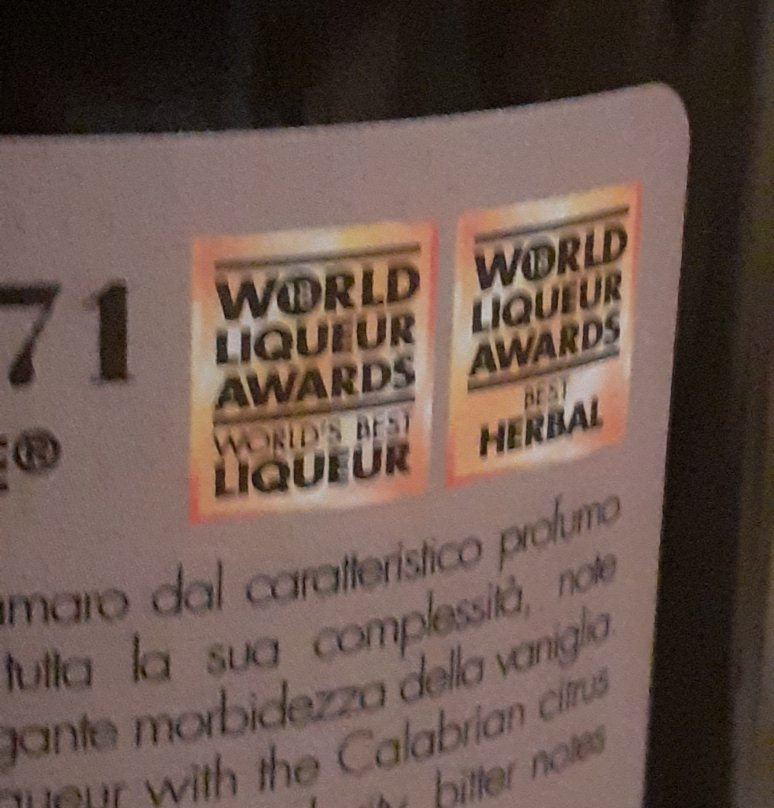 71
WORLD
LIQUEUR
AWARDS
WORLD'S BEST
LIQUEUR
WORLD
LIQUEUR
AWARDS
BEST
HERBAL
®
amaro dal caratteristico profumo
tutta la sua complessità, note
gante morbidezza della vaniglia.
queur with the Calabrian citrus
bitter notes